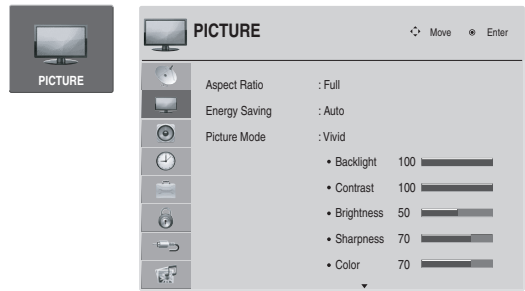 PICTURE
PICTURE Move Enter
Aspect Ratio : Full
Energy Saving : Auto
Picture Mode : Vivid
• Backlight 100
• Contrast 100
• Brightness 50
• Sharpness 70
• Color 70